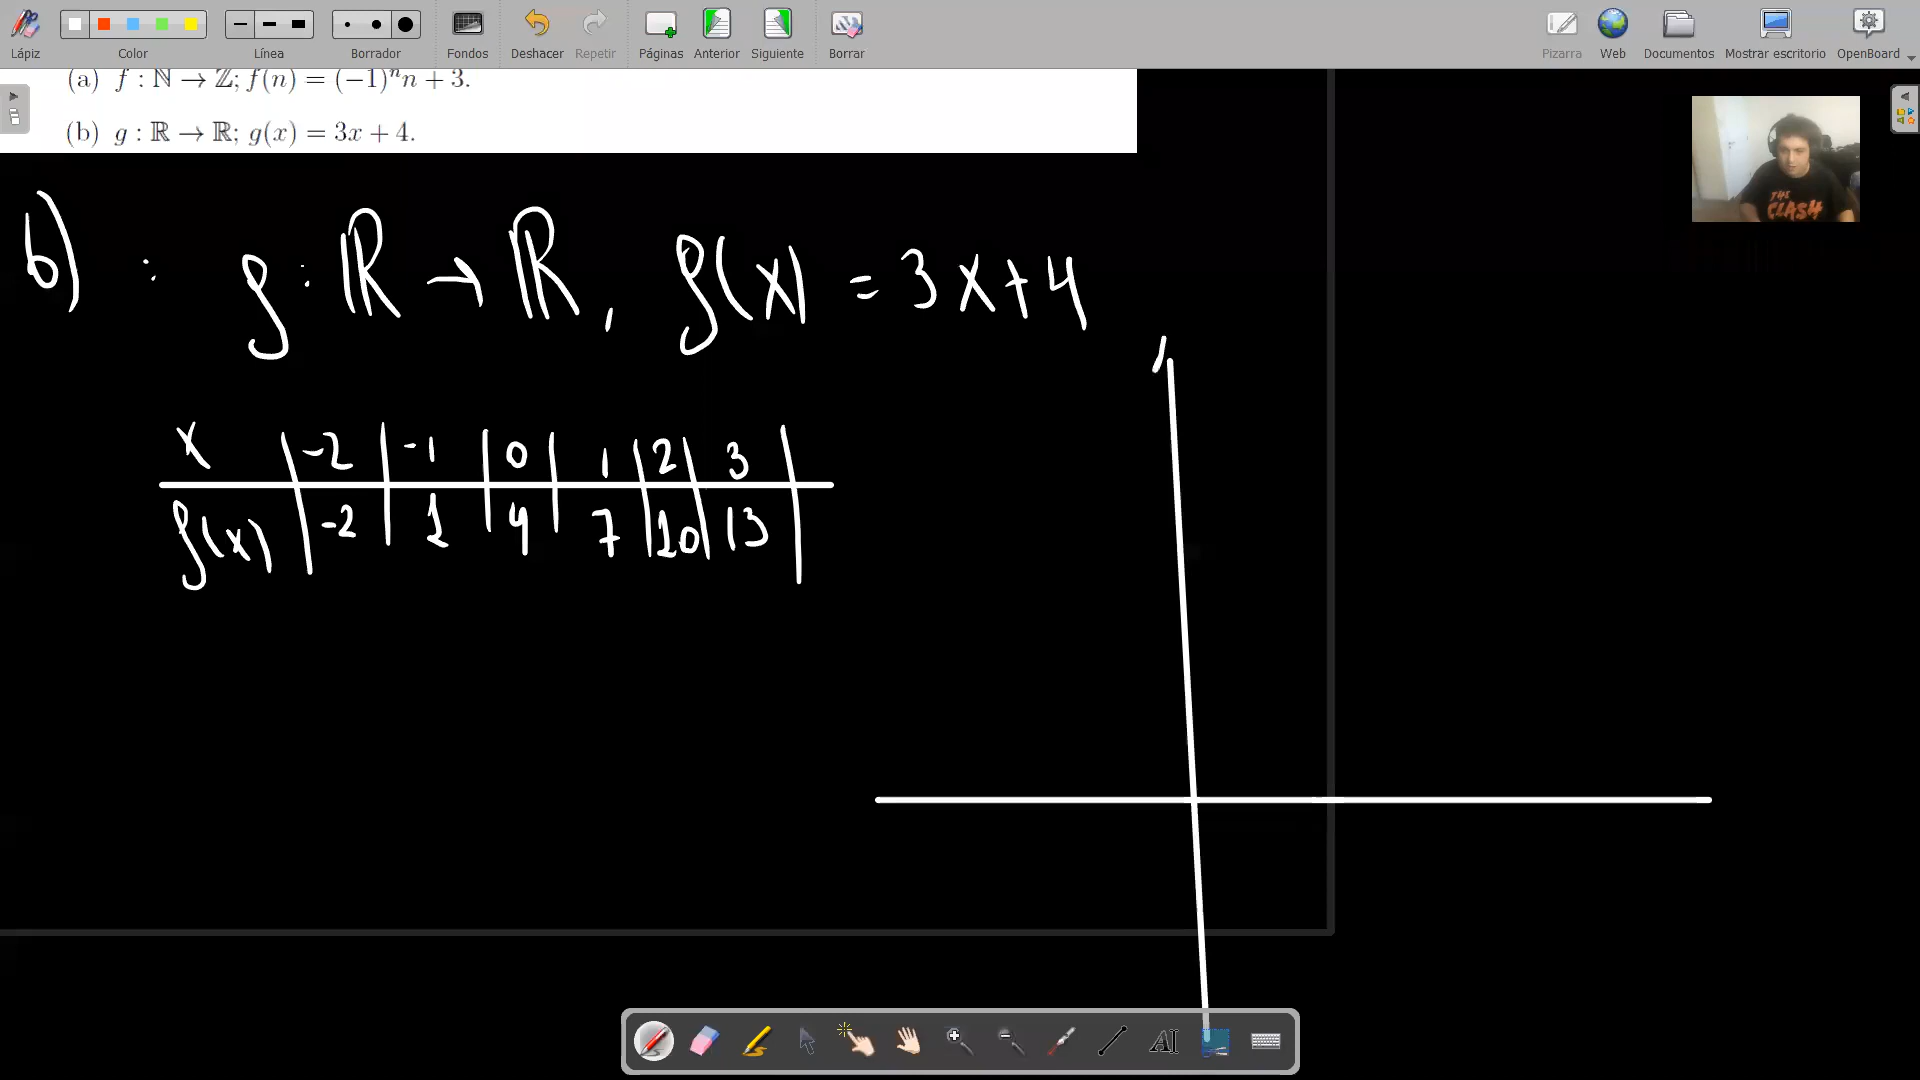 Lápiz Color Línea Borrador Fondos Deshacer Repetir Páginas Anterior Siguiente Borrar Pizarra Web Documentos Mostrar escritorio OpenBoard
(a) f : ℕ → ℤ; f(n) = (−1)ⁿn + 3.
(b) g : ℝ → ℝ; g(x) = 3x + 4.
THE
CLASH
b) : g : ℝ → ℝ, g(x) = 3x+4
x | -2 | -1 | 0 | 1 | 2 | 3 |
g(x) | -2 | 1 | 4 | 7 | 10 | 13 |
AI